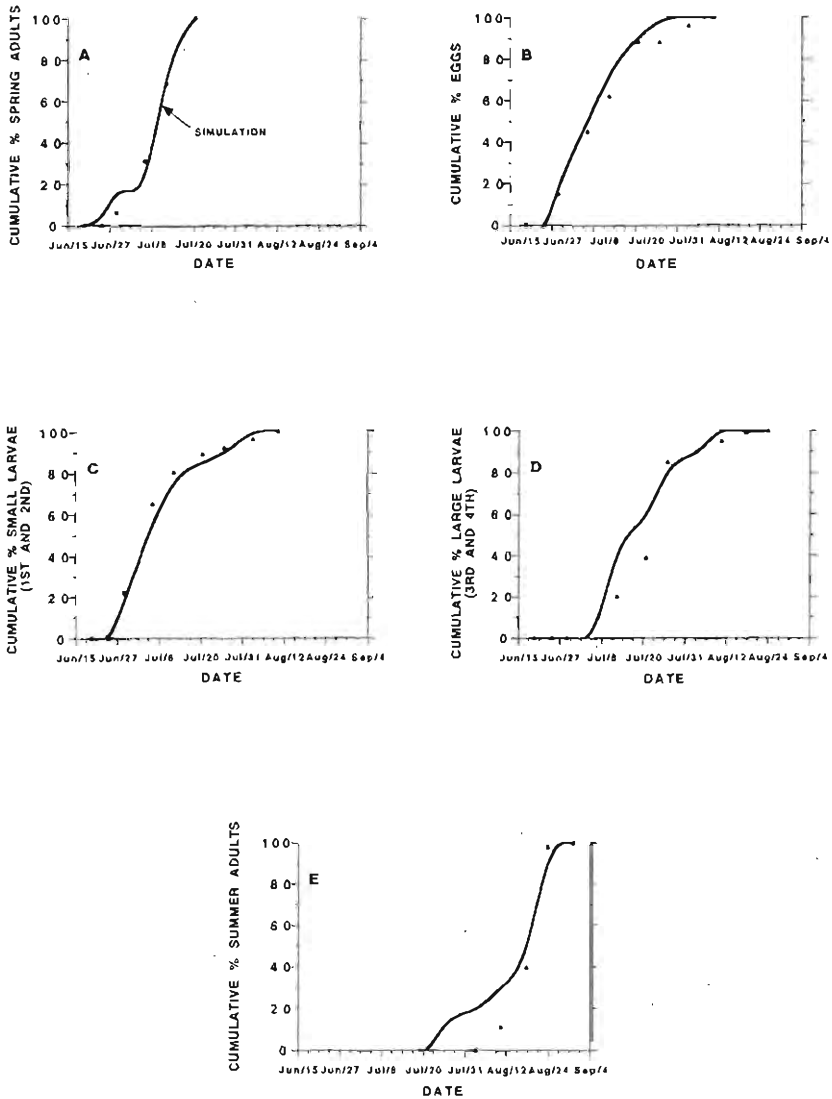 100
80
60
40
20
0
CUMULATIVE % SPRING ADULTS
A
SIMULATION
Jun/15 Jun/27 Jul/8 Jul/20 Jul/31 Aug/12 Aug/24 Sep/4
DATE
100
80
60
40
20
0
CUMULATIVE % EGGS
B
Jun/15 Jun/27 Jul/8 Jul/20 Jul/31 Aug/12 Aug/24 Sep/4
DATE
100
80
60
40
20
0
CUMULATIVE % SMALL LARVAE
(1ST AND 2ND)
C
Jun/15 Jun/27 Jul/8 Jul/20 Jul/31 Aug/12 Aug/24 Sep/4
DATE
100
80
60
40
20
0
CUMULATIVE % LARGE LARVAE
(3RD AND 4TH)
D
Jun/15 Jun/27 Jul/8 Jul/20 Jul/31 Aug/12 Aug/24 Sep/4
DATE
100
80
60
40
20
0
CUMULATIVE % SUMMER ADULTS
E
Jun/15 Jun/27 Jul/8 Jul/20 Jul/31 Aug/12 Aug/24 Sep/4
DATE